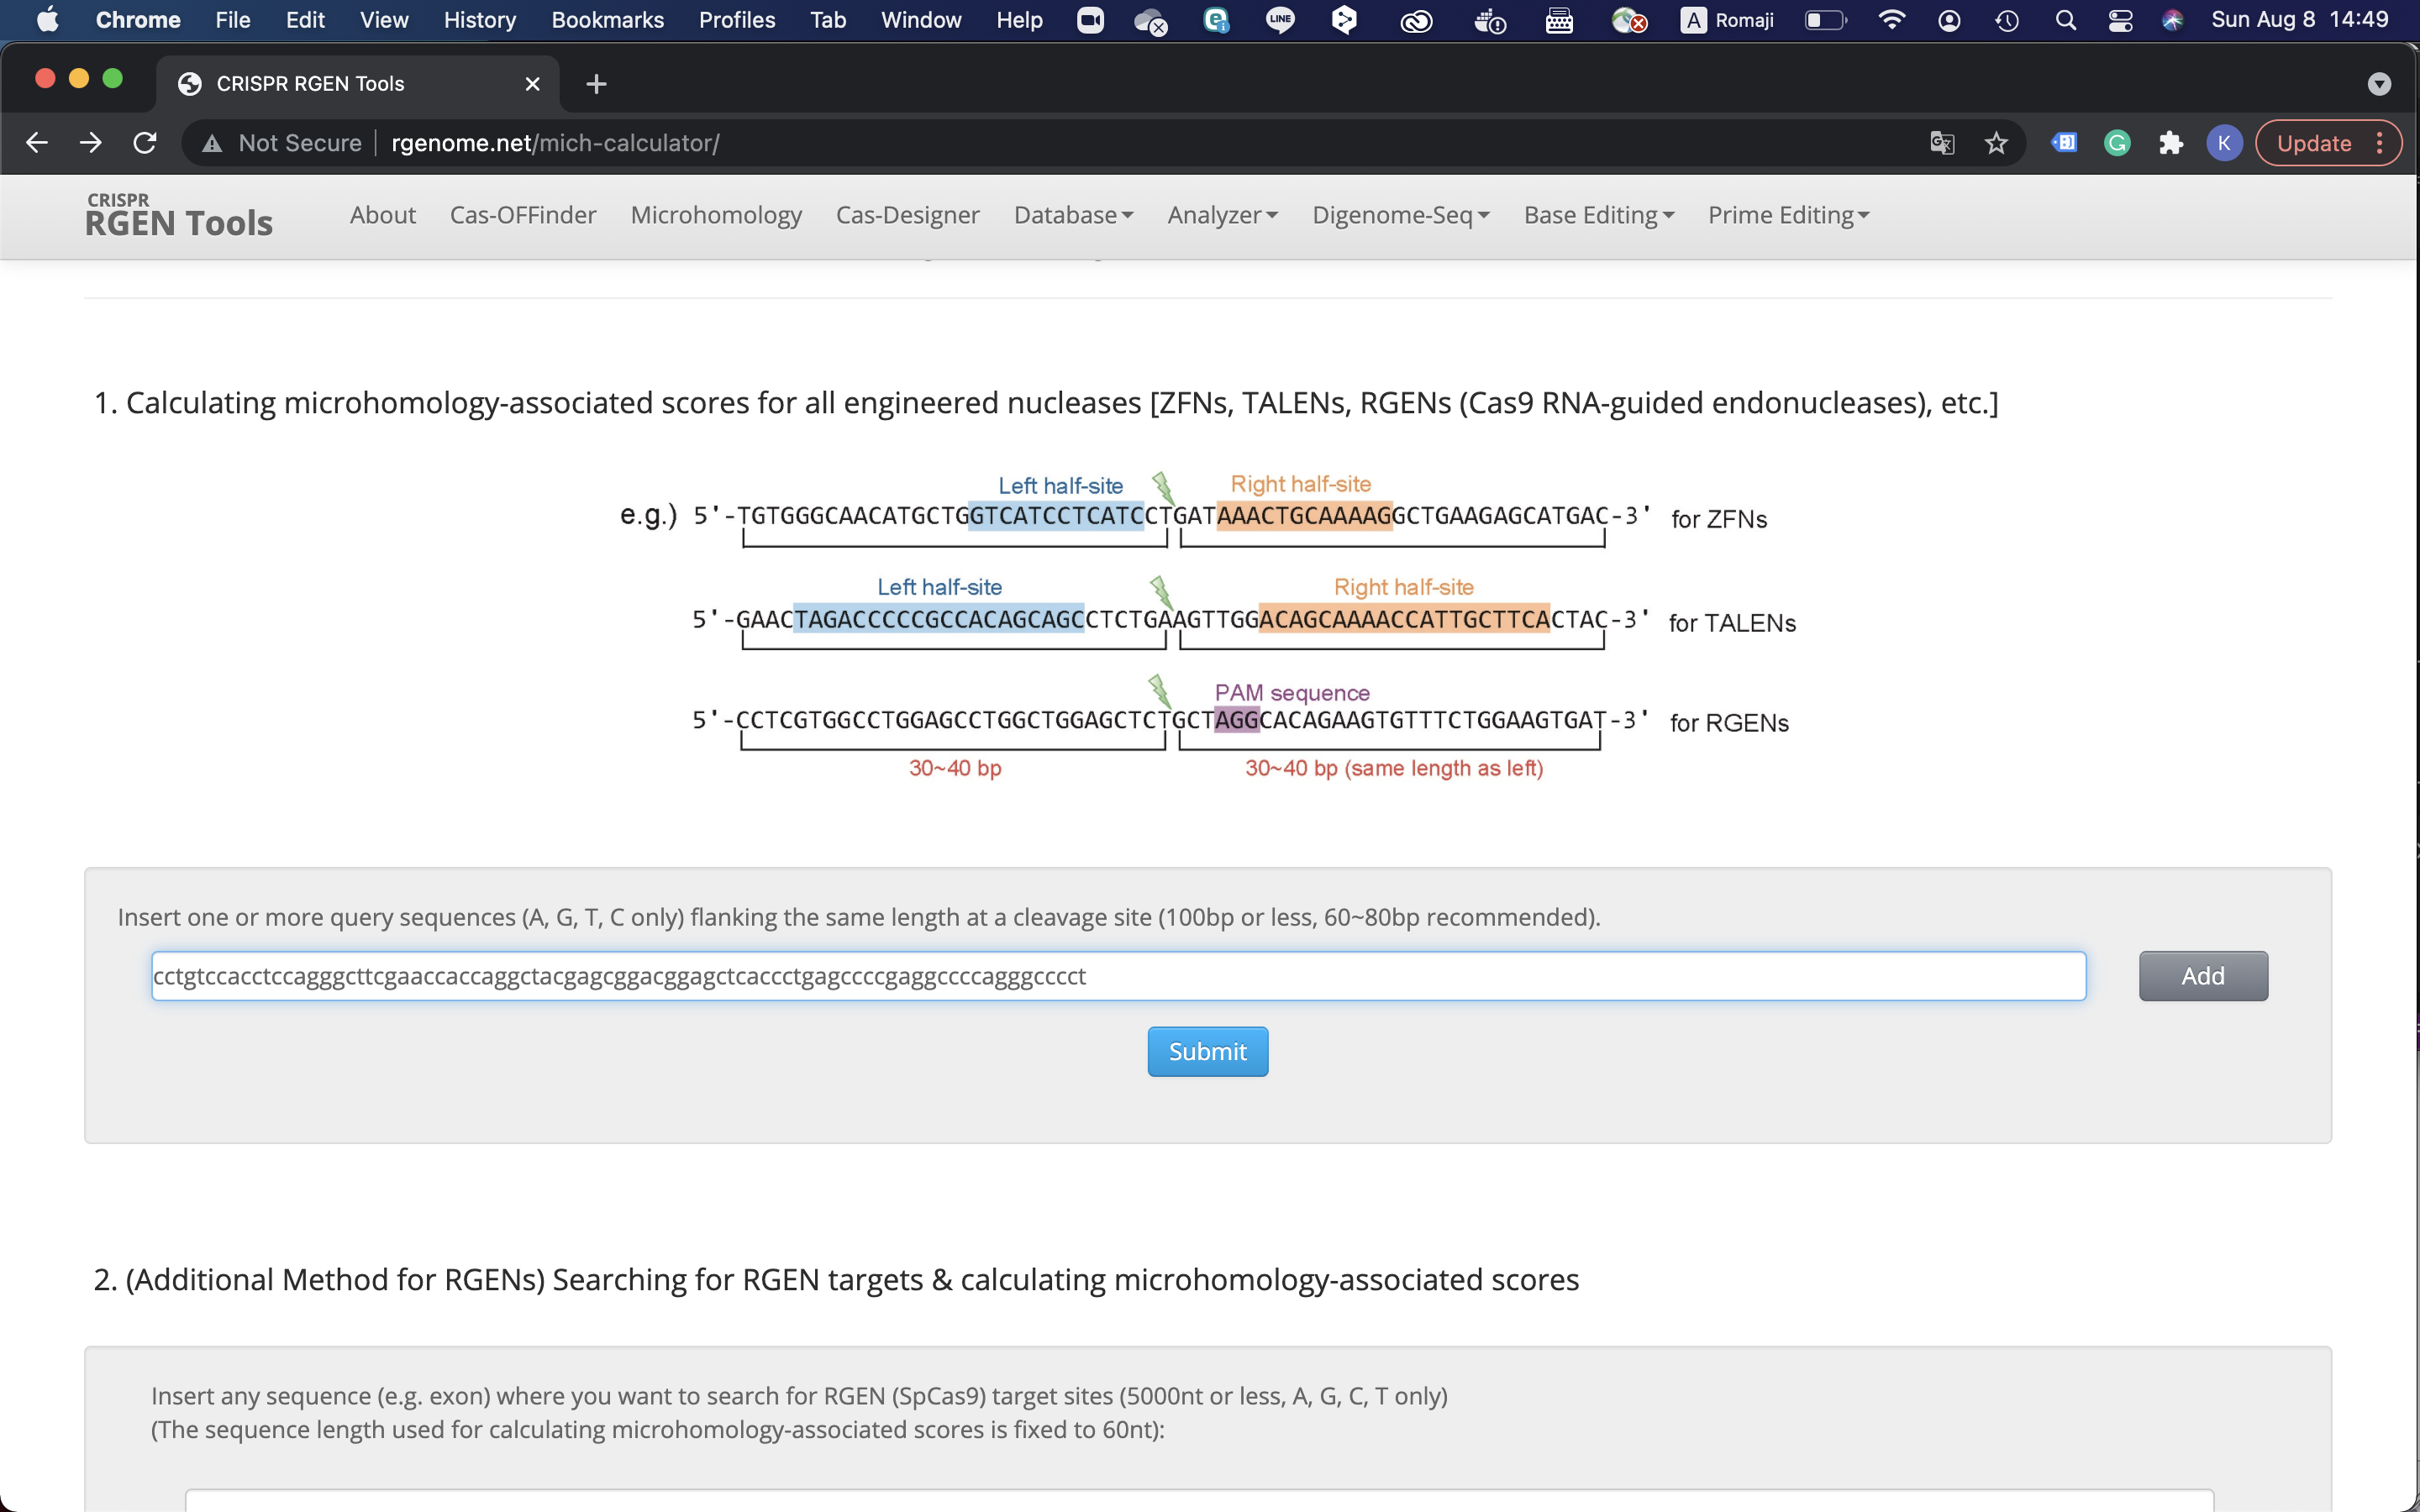 Chrome File Edit View History Bookmarks Profiles Tab Window Help LINE A Romaji Sun Aug 8 14:49
CRISPR RGEN Tools
Not Secure rgenome.net/mich-calculator/ K Update
CRISPR
RGEN Tools About Cas-OFFinder Microhomology Cas-Designer Database Analyzer Digenome-Seq Base Editing Prime Editing
1. Calculating microhomology-associated scores for all engineered nucleases [ZFNs, TALENs, RGENs (Cas9 RNA-guided endonucleases), etc.]
Left half-site Right half-site
e.g.) 5'-TGTGGGCAACATGCTGGTCATCCTCATCCTGATAAACTGCAAAAGGCTGAAGAGCATGAC-3' for ZFNs
Left half-site Right half-site
5'-GAACTAGACCCCCGCCACAGCAGCCTCTGAAGTTGGACAGCAAAACCATTGCTTCACTAC-3' for TALENs
PAM sequence
5'-CCTCGTGGCCTGGAGCCTGGCTGGAGCTCTGCTAGGCACAGAAGTGTTTCTGGAAGTGAT-3' for RGENs
30~40 bp 30~40 bp (same length as left)
Insert one or more query sequences (A, G, T, C only) flanking the same length at a cleavage site (100bp or less, 60~80bp recommended).
cctgtccacctccagggcttcgaaccaccaggctacgagcggacggagctcaccctgagccccgaggccccagggcccct
Add
Submit
2. (Additional Method for RGENs) Searching for RGEN targets & calculating microhomology-associated scores
Insert any sequence (e.g. exon) where you want to search for RGEN (SpCas9) target sites (5000nt or less, A, G, C, T only)
(The sequence length used for calculating microhomology-associated scores is fixed to 60nt):